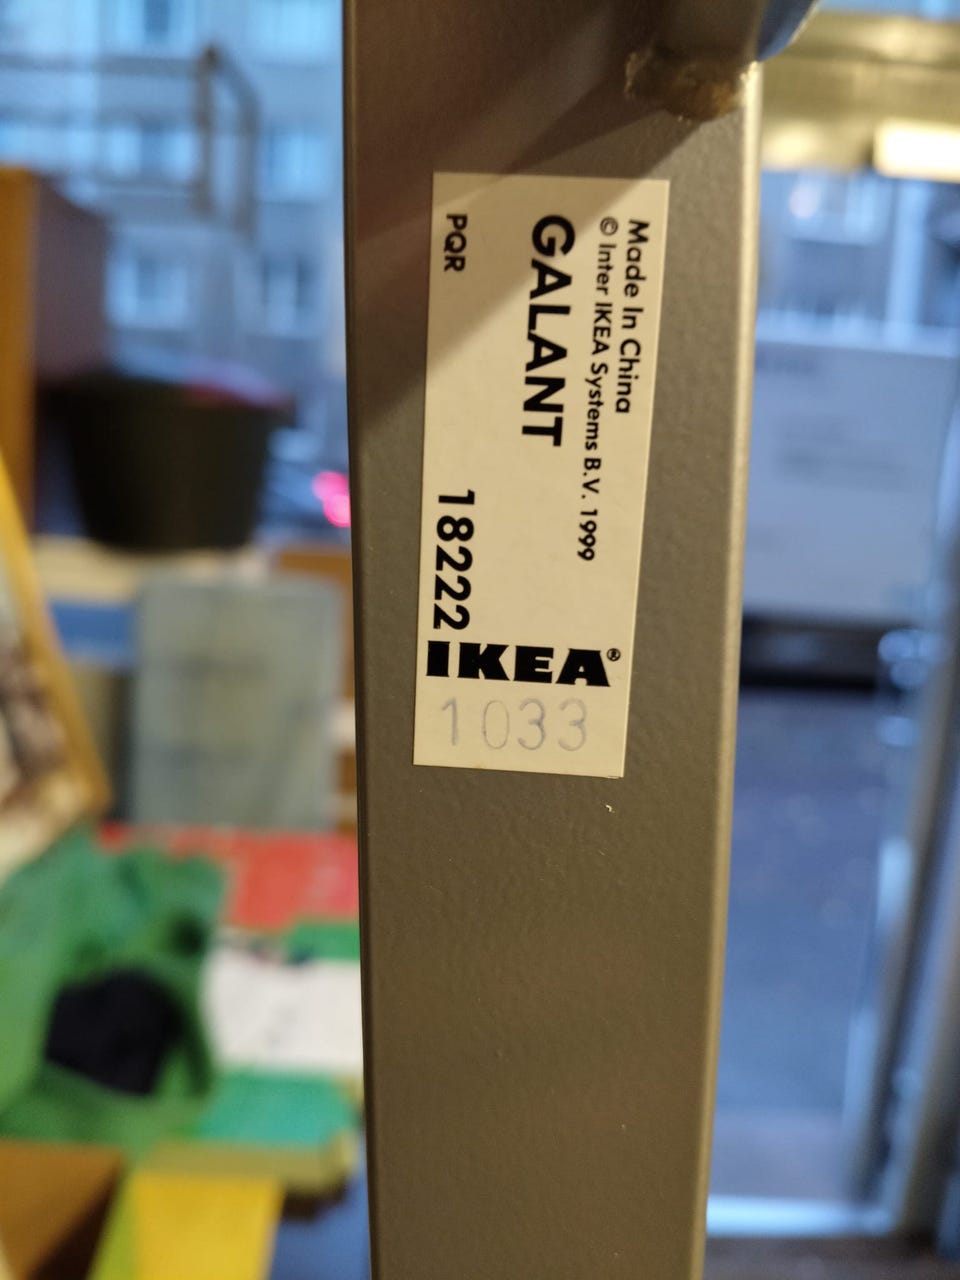 Made In China
© Inter IKEA Systems B.V. 1999
GALANT
PQR
18222
IKEA®
1033